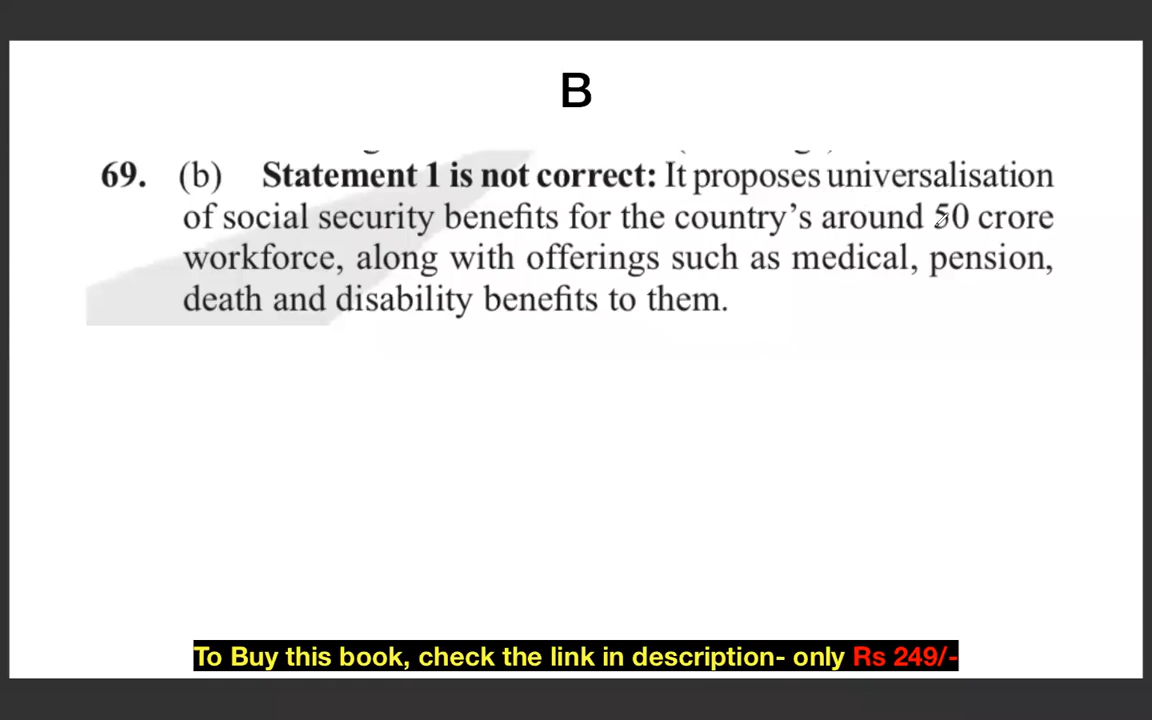 B
69. (b) Statement 1 is not correct: It proposes universalisation
of social security benefits for the country’s around 50 crore
workforce, along with offerings such as medical, pension,
death and disability benefits to them.
To Buy this book, check the link in description- only Rs 249/-